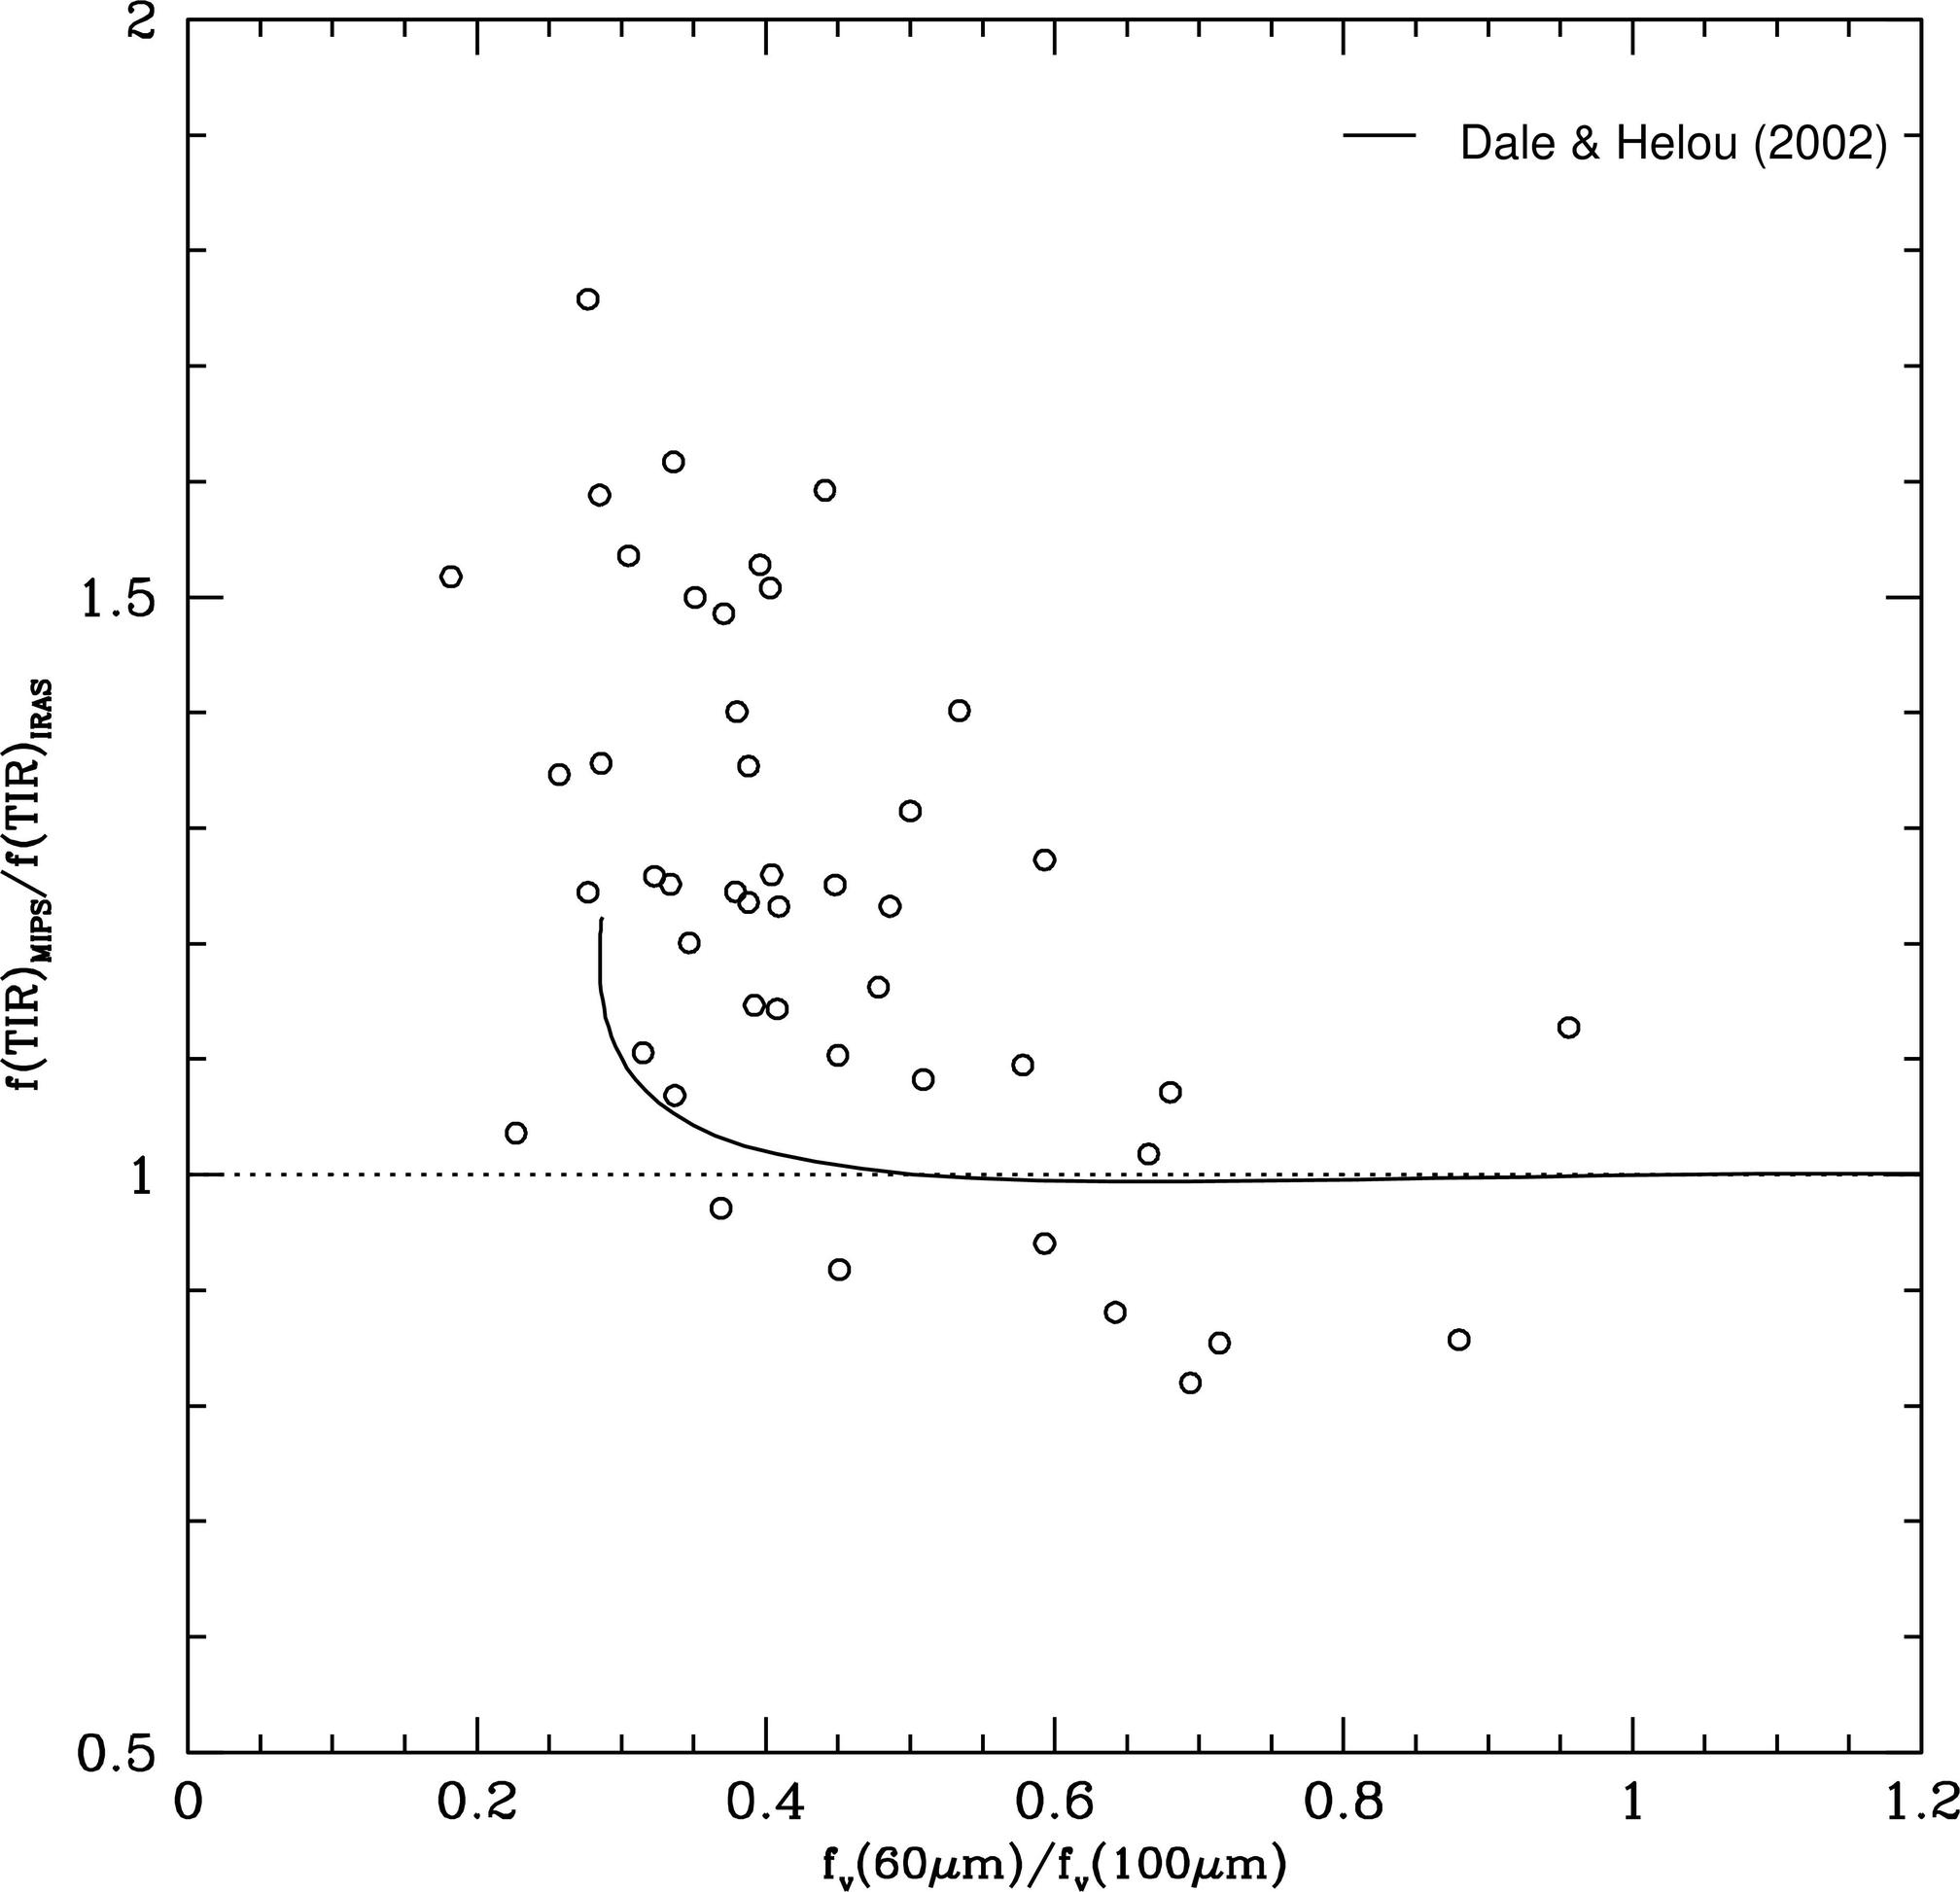 2
Dale & Helou (2002)
1.5
f(TIR)MIPS/f(TIR)IRAS
1
0.5
0 0.2 0.4 0.6 0.8 1 1.2
fν(60μm)/fν(100μm)